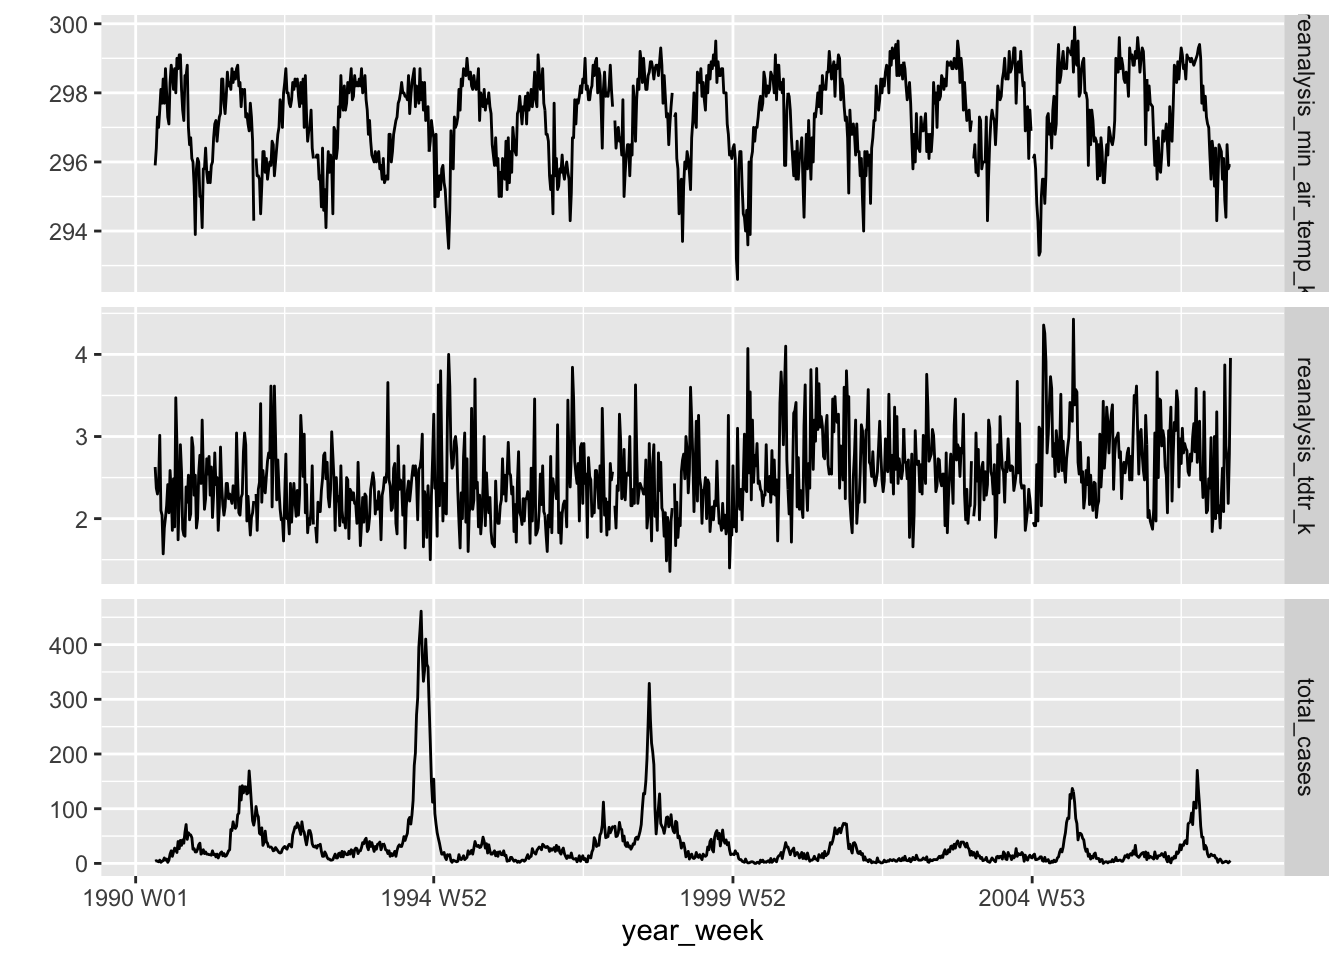 300
298
296
294
reanalysis_min_air_temp_k
4
3
2
reanalysis_tdtr_k
400
300
200
100
0
total_cases
1990 W01
1994 W52
1999 W52
2004 W53
year_week